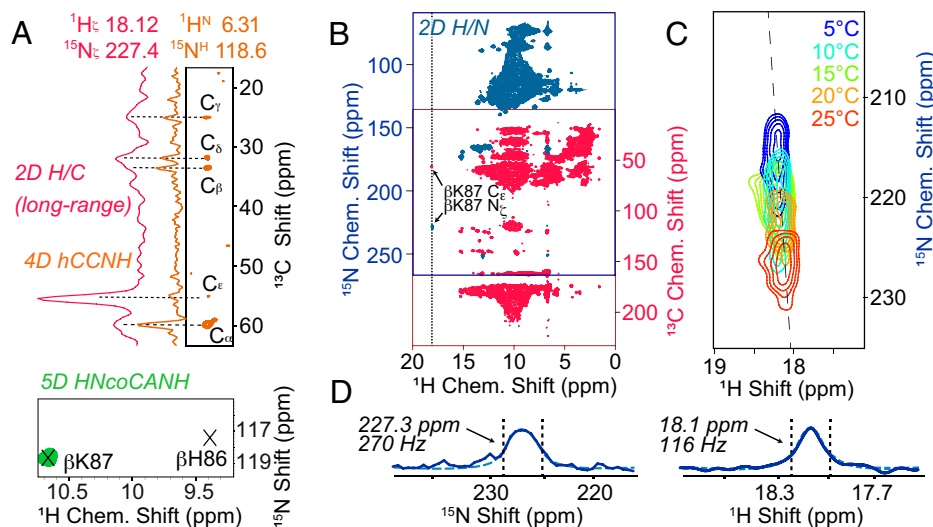 A
¹Hζ 18.12 ¹Hᴺ 6.31
¹⁵Nζ 227.4 ¹⁵Nᴴ 118.6
20
30
40
50
60
¹³C Shift (ppm)
Cγ
Cδ
Cβ
Cε
Cα
2D H/C
(long-range)
4D hCCNH
5D HNcoCANH
βK87
βH86
117
119
¹⁵N Shift (ppm)
10.5 10 9.5
¹H Chem. Shift (ppm)
B
2D H/N
100
150
200
250
¹⁵N Chem. Shift (ppm)
50
100
150
200
¹³C Chem. Shift (ppm)
βK87 Cε
βK87 Nζ
20 15 10 5 0
¹H Chem. Shift (ppm)
C
5°C
10°C
15°C
20°C
25°C
210
220
230
¹⁵N Shift (ppm)
19 18
¹H Shift (ppm)
D
227.3 ppm
270 Hz
230 220
¹⁵N Shift (ppm)
18.1 ppm
116 Hz
18.3 17.7
¹H Shift (ppm)